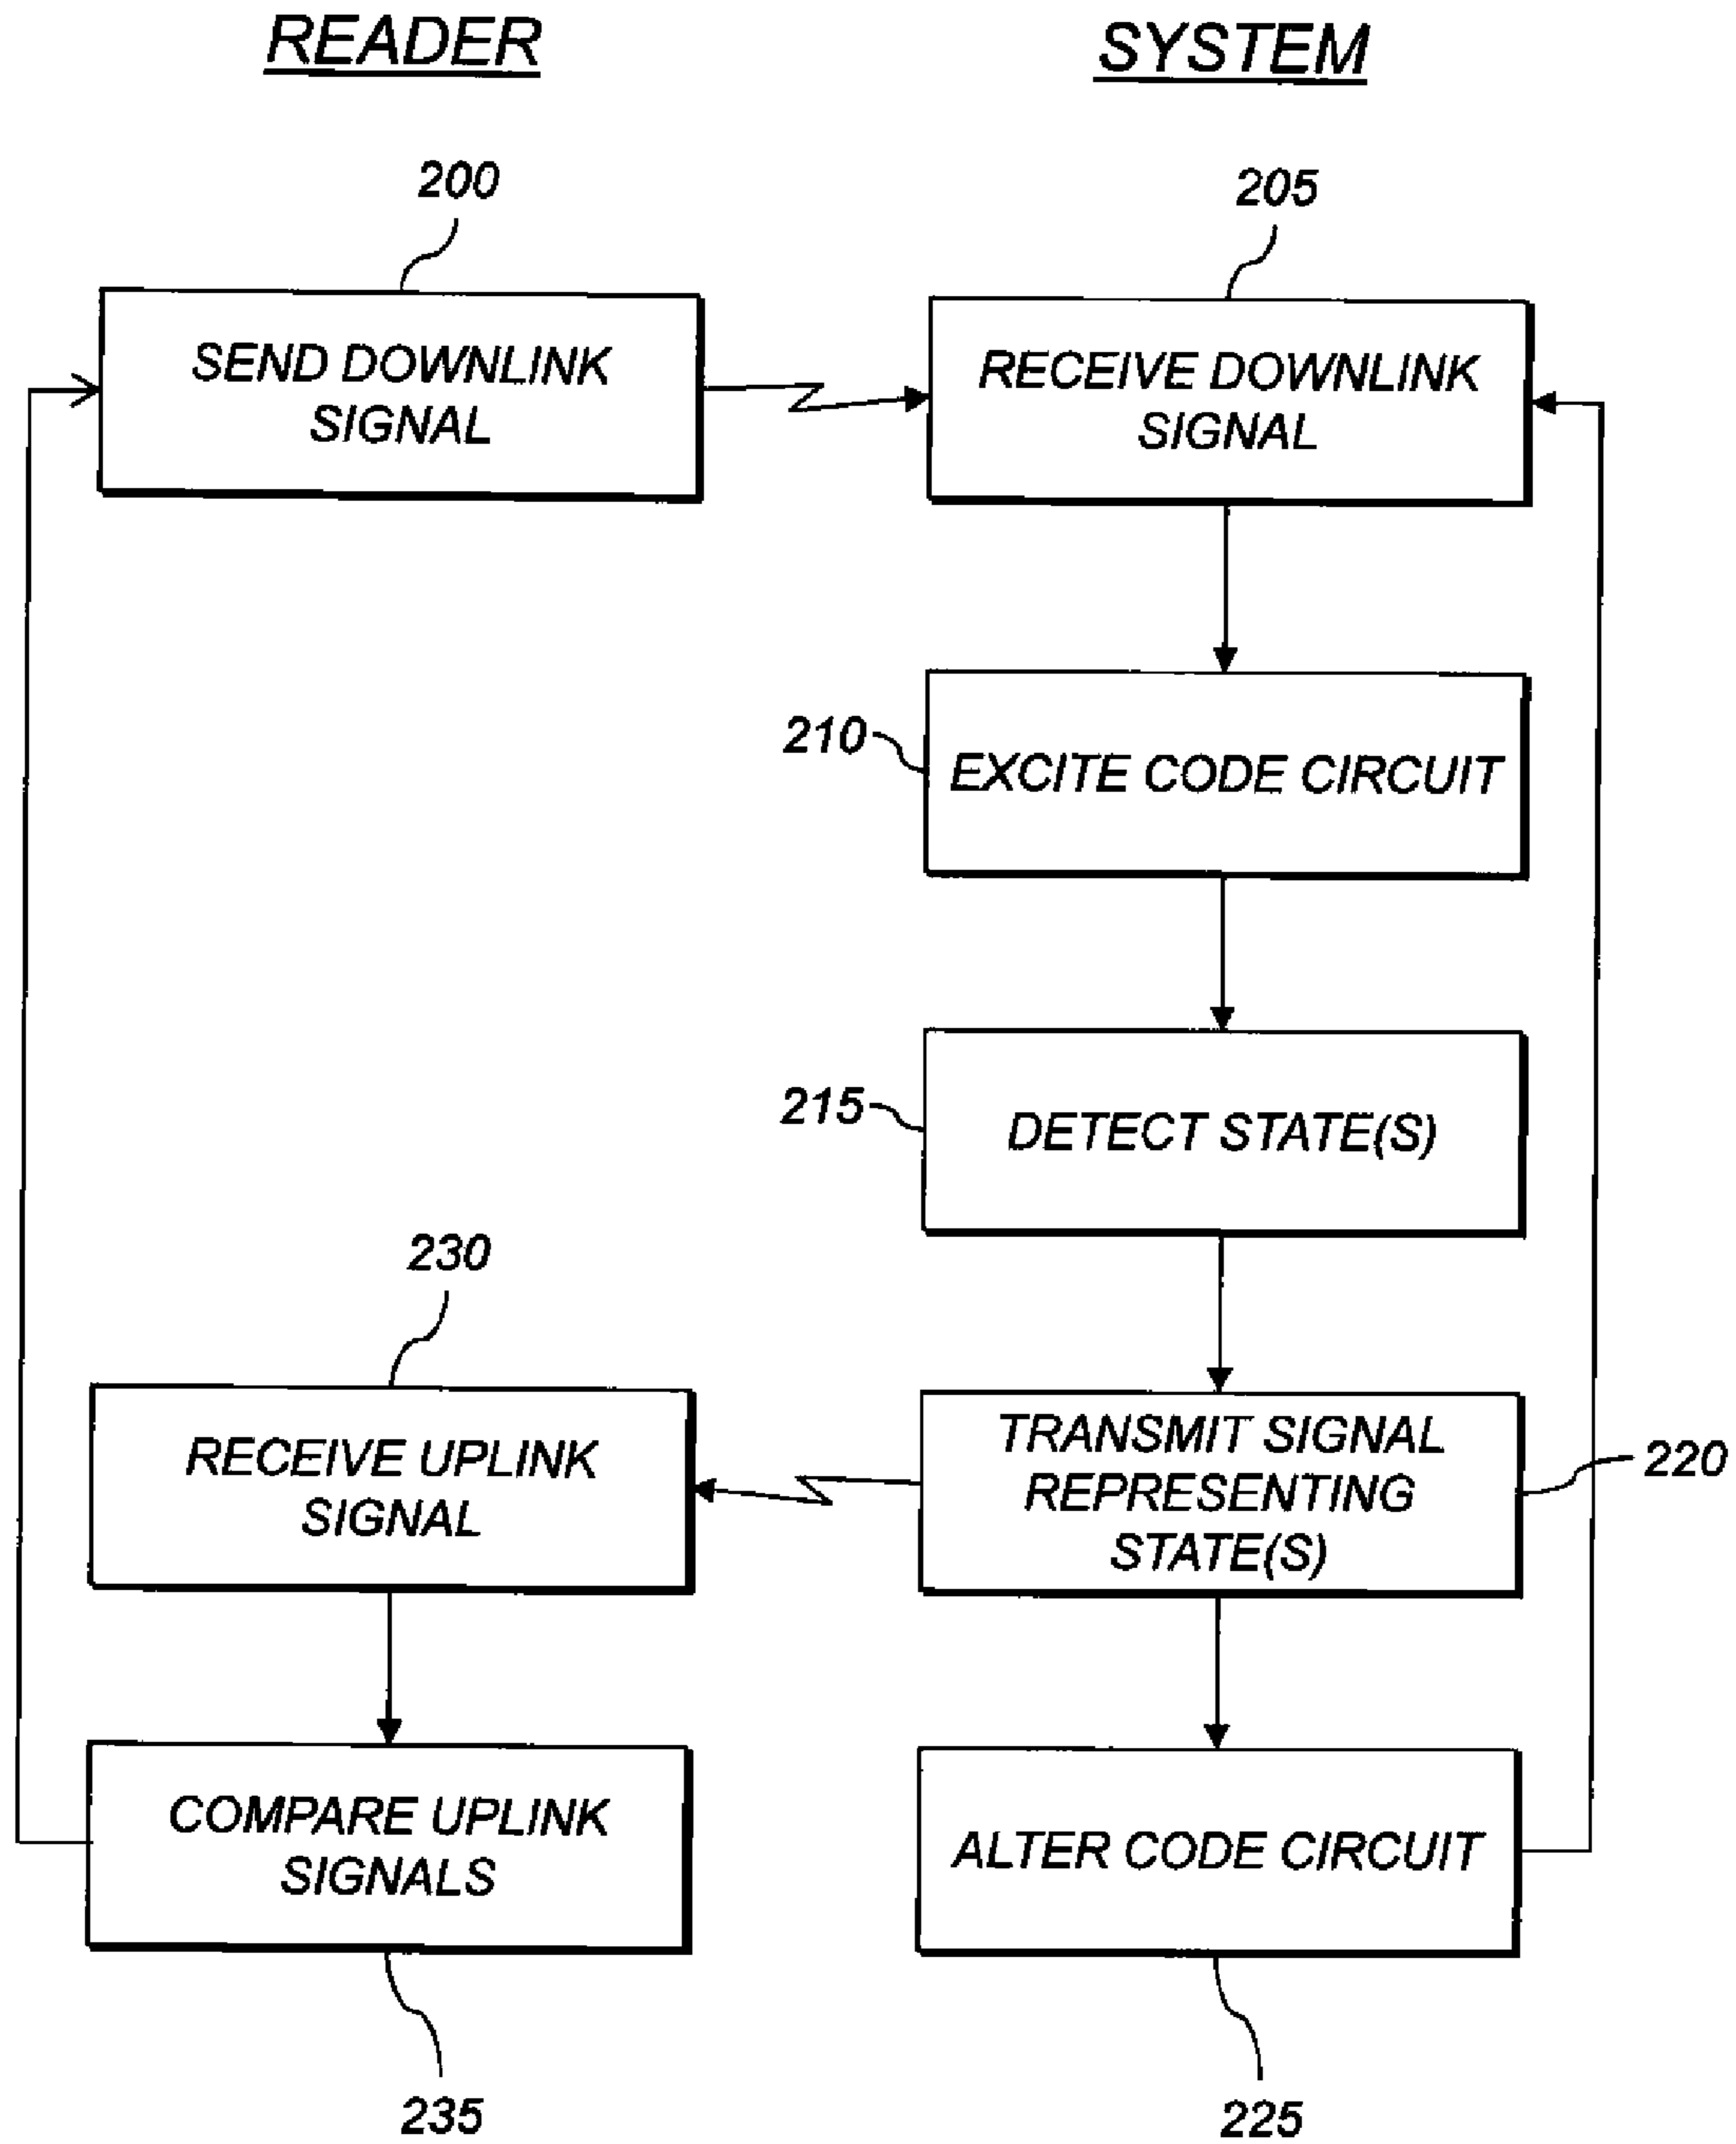 READER
SYSTEM
200
205
SEND DOWNLINK
SIGNAL
RECEIVE DOWNLINK
SIGNAL
210
EXCITE CODE CIRCUIT
215
DETECT STATE(S)
230
RECEIVE UPLINK
SIGNAL
TRANSMIT SIGNAL
REPRESENTING
STATE(S)
220
COMPARE UPLINK
SIGNALS
ALTER CODE CIRCUIT
235
225